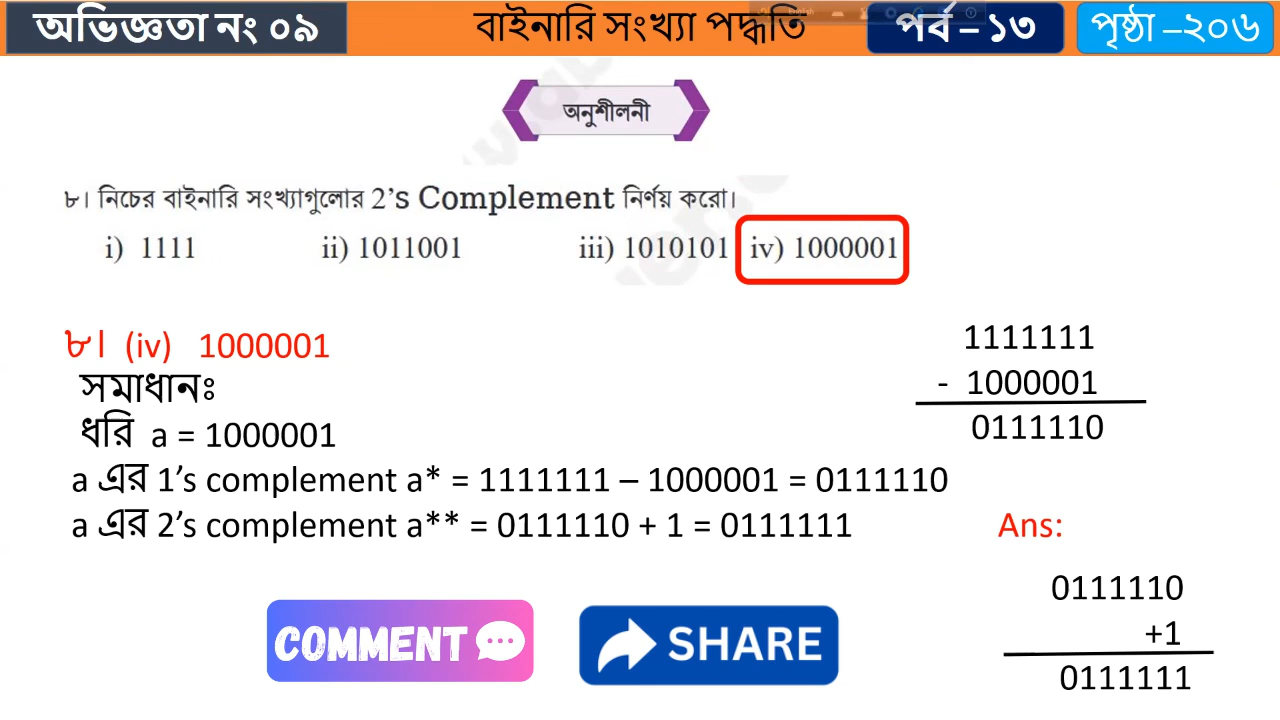 অভিজ্ঞতা নং ০৯ বাইনারি সংখ্যা পদ্ধতি পর্ব – ১৩ পৃষ্ঠা –২০৬
অনুশীলনী
৮। নিচের বাইনারি সংখ্যাগুলোর 2’s Complement নির্ণয় করো।
i) 1111 ii) 1011001 iii) 1010101 iv) 1000001
৮। (iv) 1000001
সমাধানঃ
ধরি a = 1000001
a এর 1’s complement a* = 1111111 – 1000001 = 0111110
a এর 2’s complement a** = 0111110 + 1 = 0111111 Ans:
1111111
- 1000001
0111110
0111110
+1
0111111
COMMENT
SHARE